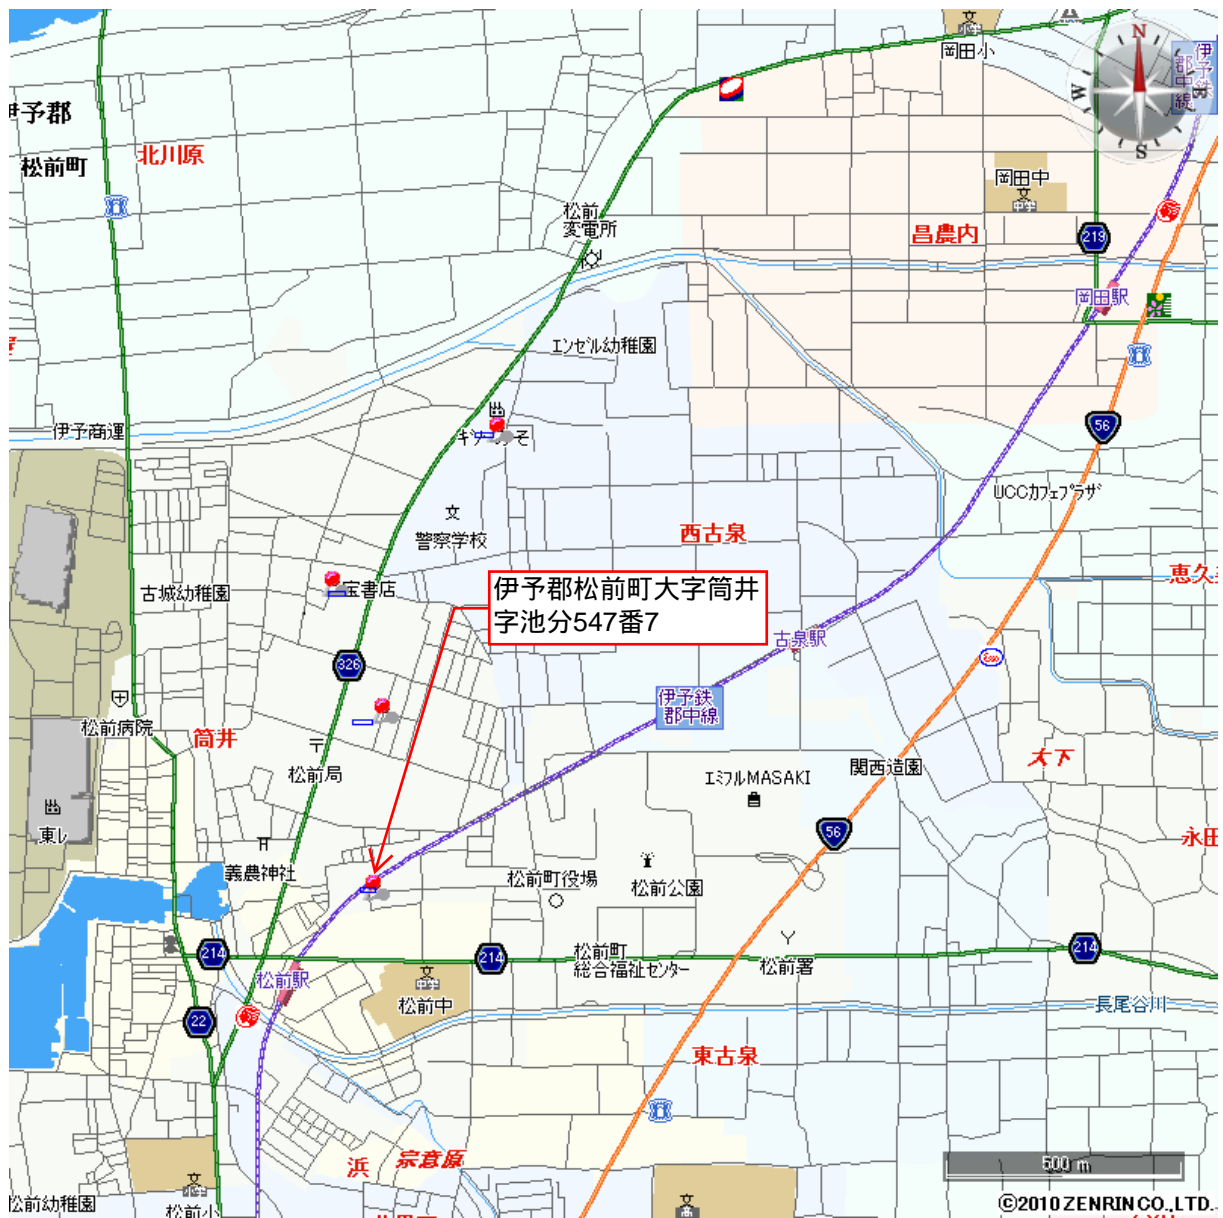 岡田小
N
W
E
S
伊予鉄
郡中線
予郡
松前町
北川原
岡田中
中学
松前
変電所
昌農内
219
岡田駅
エンゼル幼稚園
伊予商運
56
UCCカフェプラザ
西古泉
警察学校
宝書店
古城幼稚園
伊予郡松前町大字筒井
字池分547番7
古泉駅
326
伊予鉄
郡中線
松前病院
筒井
松前局
関西造園
大下
エミフルMASAKI
東レ
56
永田
義農神社
松前町役場
松前公園
214
214
松前町
総合福祉センター
松前署
214
松前駅
松前中
中学
22
長尾谷川
東古泉
浜
宗意原
500 m
松前幼稚園
松前小
©2010 ZENRIN CO., LTD.